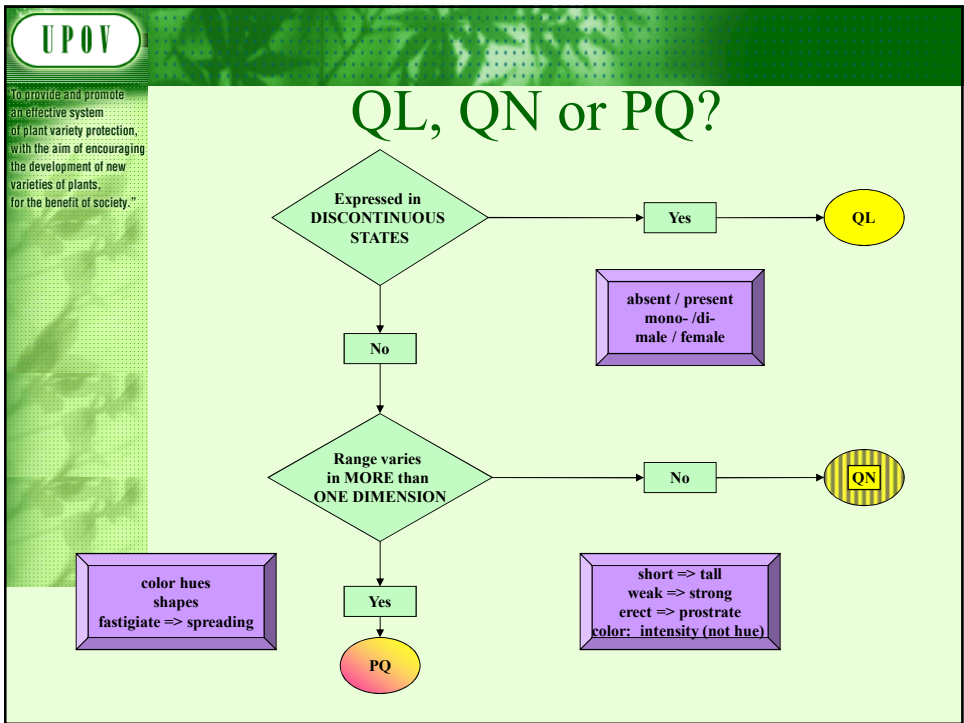 UPOV
"To provide and promote
an effective system
of plant variety protection,
with the aim of encouraging
the development of new
varieties of plants,
for the benefit of society."
QL, QN or PQ?
Expressed in
DISCONTINUOUS
STATES
Yes
QL
absent / present
mono- /di-
male / female
No
Range varies
in MORE than
ONE DIMENSION
No
QN
color hues
shapes
fastigiate => spreading
Yes
short => tall
weak => strong
erect => prostrate
color: intensity (not hue)
PQ